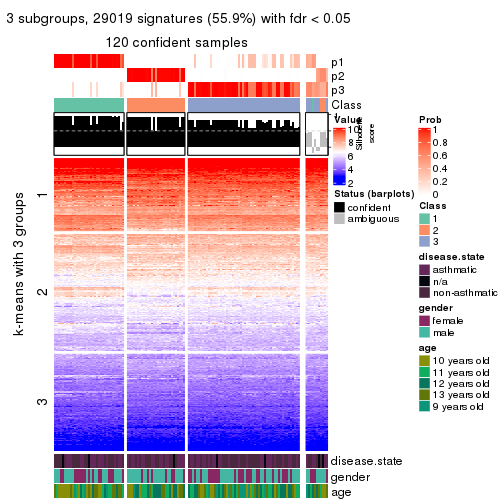 3 subgroups, 29019 signatures (55.9%) with fdr < 0.05
120 confident samples
p1
p2
p3
Class
Silhouette
score
Value
10
8
6
4
2
Status (barplots)
confident
ambiguous
Prob
1
0.8
0.6
0.4
0.2
0
Class
1
2
3
disease.state
asthmatic
n/a
non-asthmatic
gender
female
male
age
10 years old
11 years old
12 years old
13 years old
9 years old
k-means with 3 groups
1
2
3
disease.state
gender
age